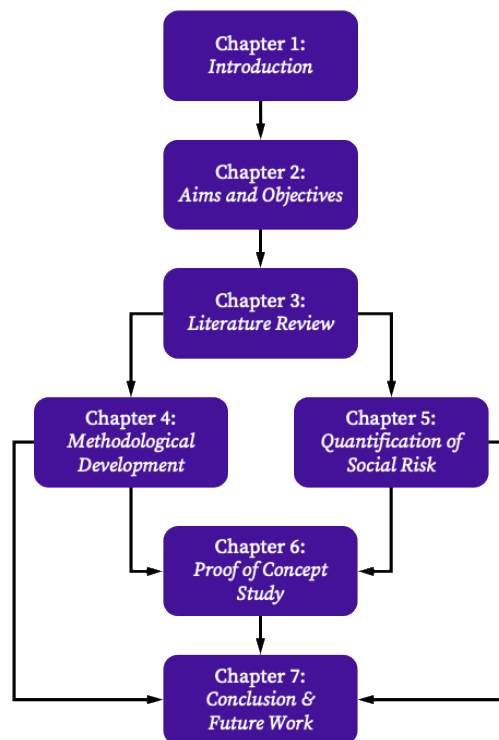 Chapter 1:
Introduction
Chapter 2:
Aims and Objectives
Chapter 3:
Literature Review
Chapter 4:
Methodological
Development
Chapter 5:
Quantification of
Social Risk
Chapter 6:
Proof of Concept
Study
Chapter 7:
Conclusion &
Future Work